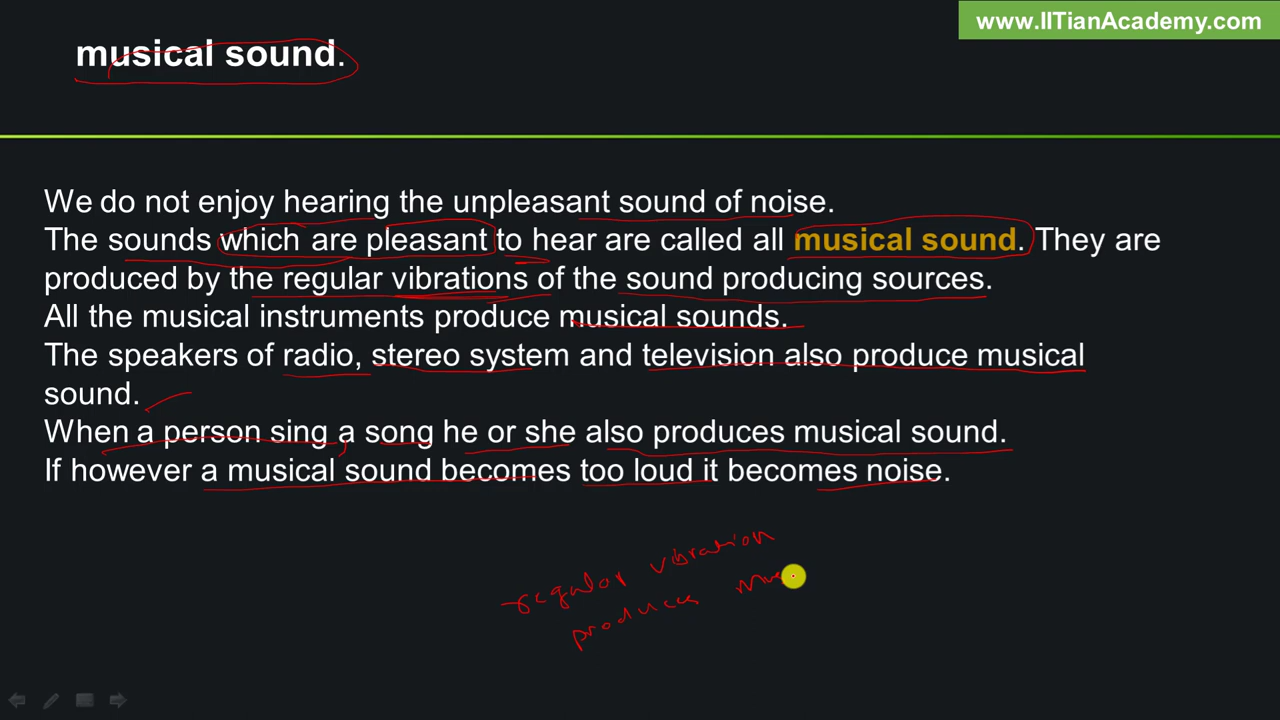 www.IITianAcademy.com
musical sound.
We do not enjoy hearing the unpleasant sound of noise.
The sounds which are pleasant to hear are called all musical sound. They are
produced by the regular vibrations of the sound producing sources.
All the musical instruments produce musical sounds.
The speakers of radio, stereo system and television also produce musical
sound.
When a person sing a song he or she also produces musical sound.
If however a musical sound becomes too loud it becomes noise.
regular vibration
produces mu